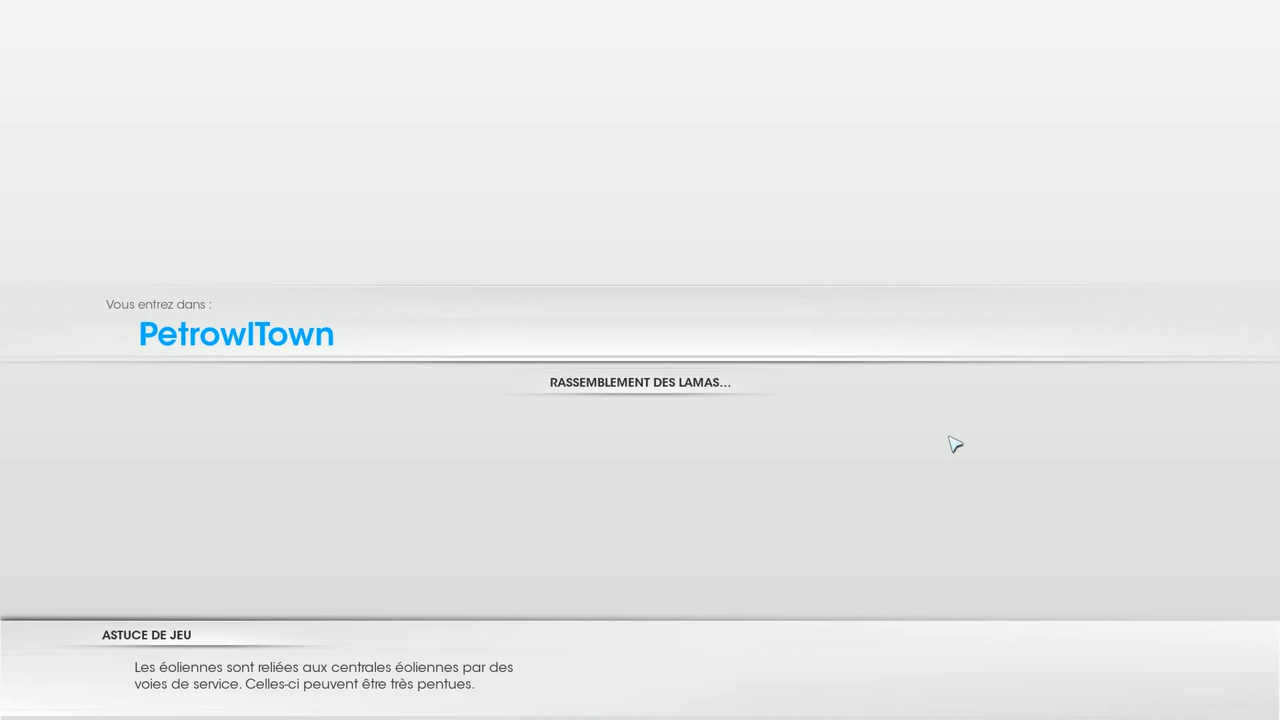 Vous entrez dans :
PetrowlTown
RASSEMBLEMENT DES LAMAS...
ASTUCE DE JEU
Les éoliennes sont reliées aux centrales éoliennes par des
voies de service. Celles-ci peuvent être très pentues.